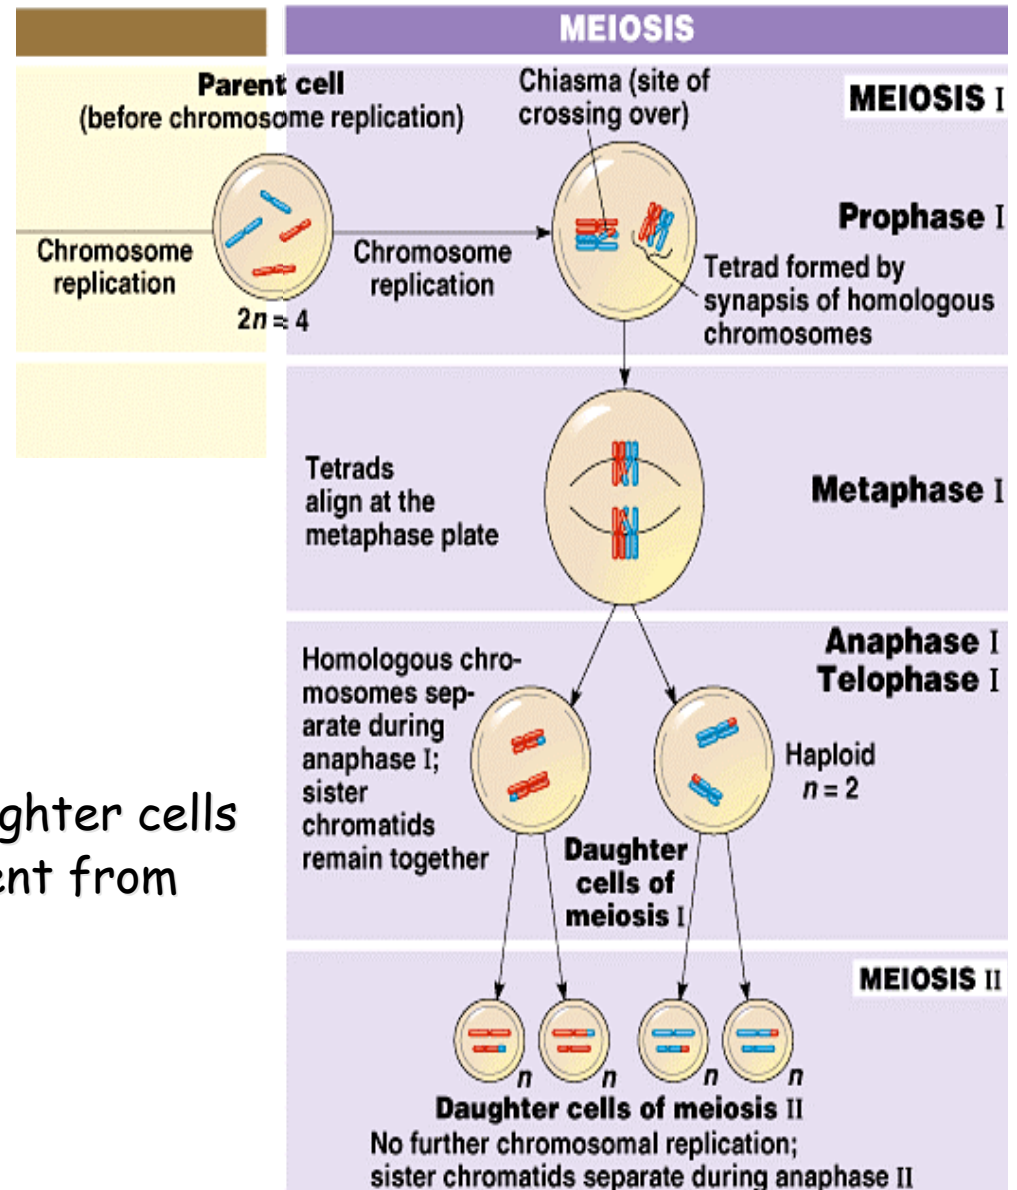 MEIOSIS
Parent cell
(before chromosome replication)
Chiasma (site of
crossing over)
MEIOSIS I
Prophase I
Chromosome
replication
Chromosome
replication
2n = 4
Tetrad formed by
synapsis of homologous
chromosomes
Tetrads
align at the
metaphase plate
Metaphase I
Anaphase I
Telophase I
Homologous chro-
mosomes sep-
arate during
anaphase I;
sister
chromatids
remain together
Haploid
n = 2
Daughter
cells of
meiosis I
ghter cells
ent from
MEIOSIS II
n
n
n
n
Daughter cells of meiosis II
No further chromosomal replication;
sister chromatids separate during anaphase II